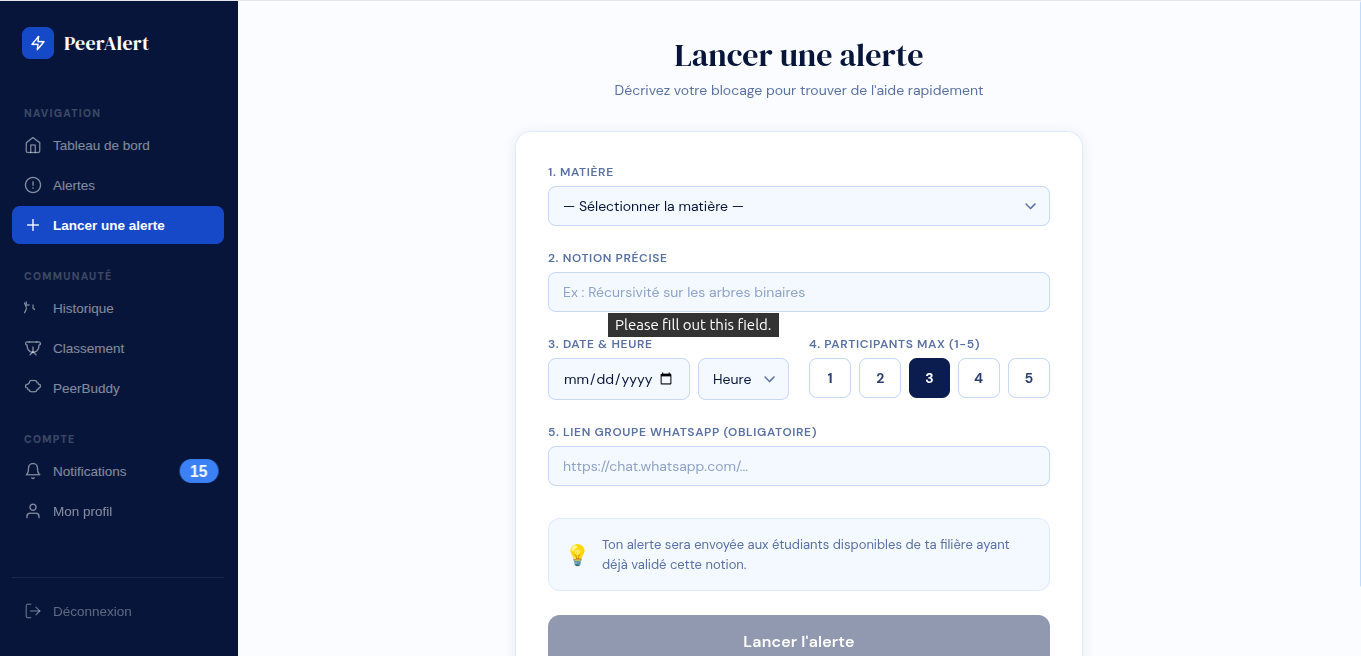 PeerAlert
NAVIGATION
Tableau de bord
Alertes
Lancer une alerte
COMMUNAUTÉ
Historique
Classement
PeerBuddy
COMPTE
Notifications 15
Mon profil
Déconnexion
Lancer une alerte
Décrivez votre blocage pour trouver de l'aide rapidement
1. MATIÈRE
— Sélectionner la matière —
2. NOTION PRÉCISE
Ex : Récursivité sur les arbres binaires
Please fill out this field.
3. DATE & HEURE
mm/dd/yyyy Heure
4. PARTICIPANTS MAX (1-5)
1 2 3 4 5
5. LIEN GROUPE WHATSAPP (OBLIGATOIRE)
https://chat.whatsapp.com/...
Ton alerte sera envoyée aux étudiants disponibles de ta filière ayant
déjà validé cette notion.
Lancer l'alerte